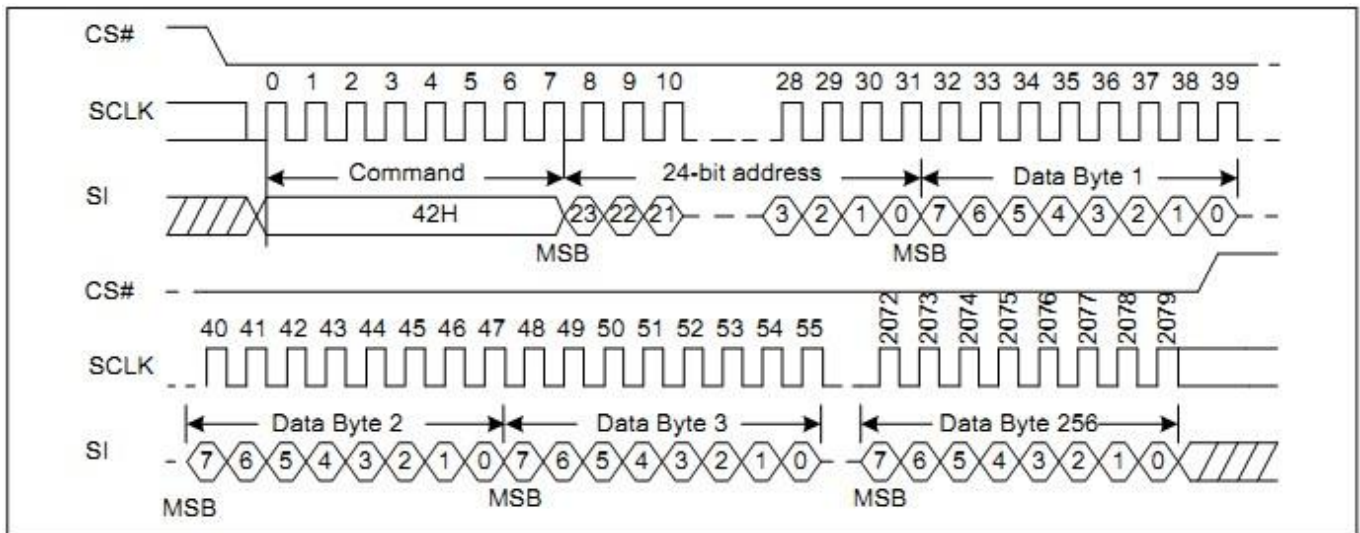 CS#
0 1 2 3 4 5 6 7 8 9 10 28 29 30 31 32 33 34 35 36 37 38 39
SCLK
Command 24-bit address Data Byte 1
SI
42H 23 22 21 3 2 1 0 7 6 5 4 3 2 1 0
MSB MSB
CS#
40 41 42 43 44 45 46 47 48 49 50 51 52 53 54 55 2072 2073 2074 2075 2076 2077 2078 2079
SCLK
Data Byte 2 Data Byte 3 Data Byte 256
SI
7 6 5 4 3 2 1 0 7 6 5 4 3 2 1 0 7 6 5 4 3 2 1 0
MSB MSB MSB